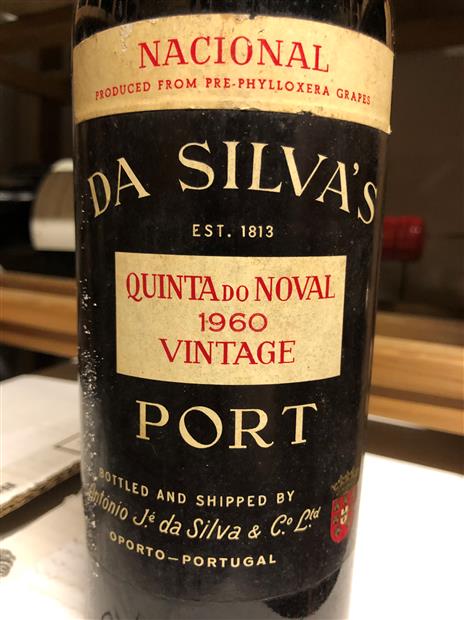 NACIONAL
PRODUCED FROM PRE-PHYLLOXERA GRAPES
DA SILVA'S
EST. 1813
QUINTA DO NOVAL
1960
VINTAGE
PORT
BOTTLED AND SHIPPED BY
António Jé da Silva & Co. Ltd
OPORTO—PORTUGAL